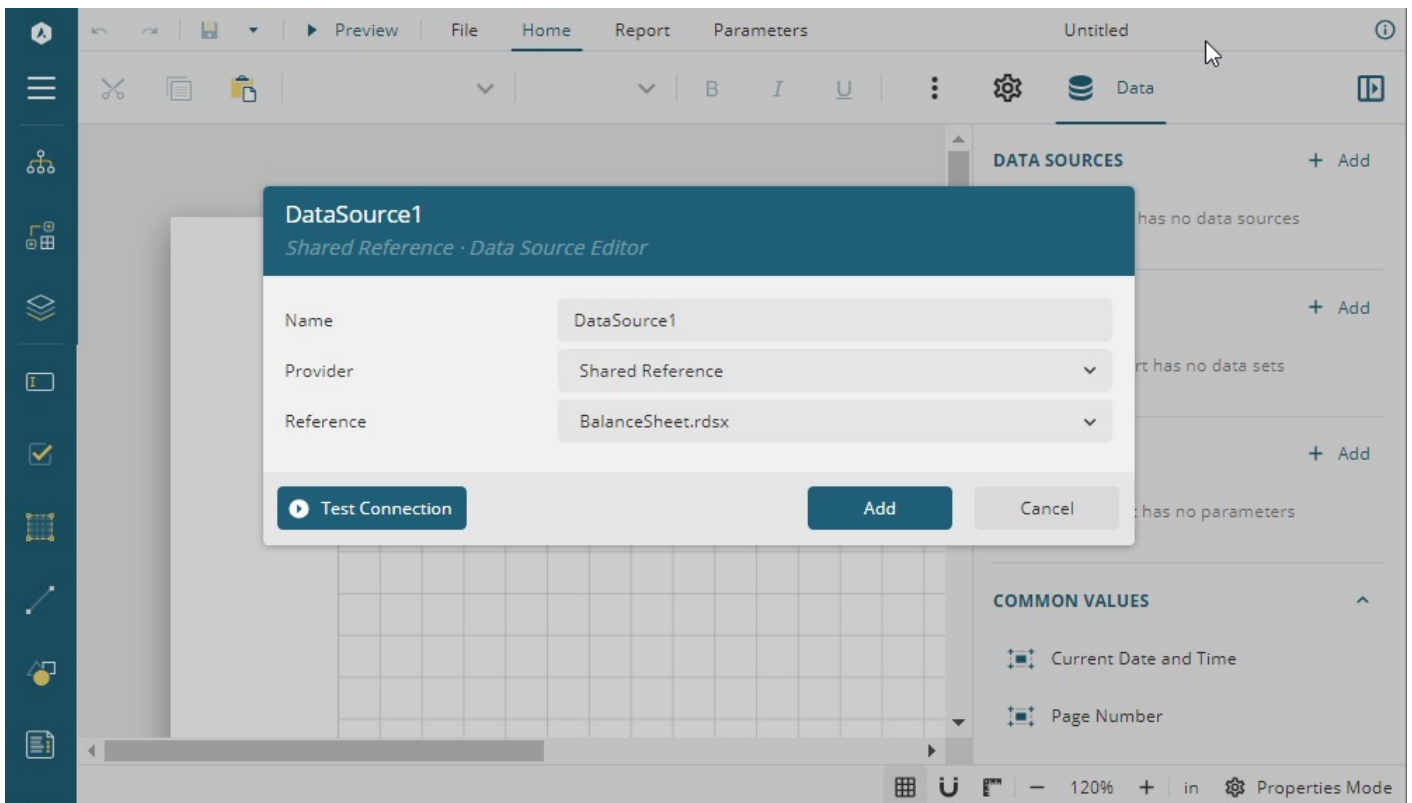 Preview File Home Report Parameters Untitled
B I U Data
DATA SOURCES + Add
has no data sources
DataSource1
Shared Reference · Data Source Editor
+ Add
Name DataSource1
Provider Shared Reference
rt has no data sets
Reference BalanceSheet.rdsx
+ Add
Test Connection Add Cancel
has no parameters
COMMON VALUES
Current Date and Time
Page Number
− 120% + in Properties Mode